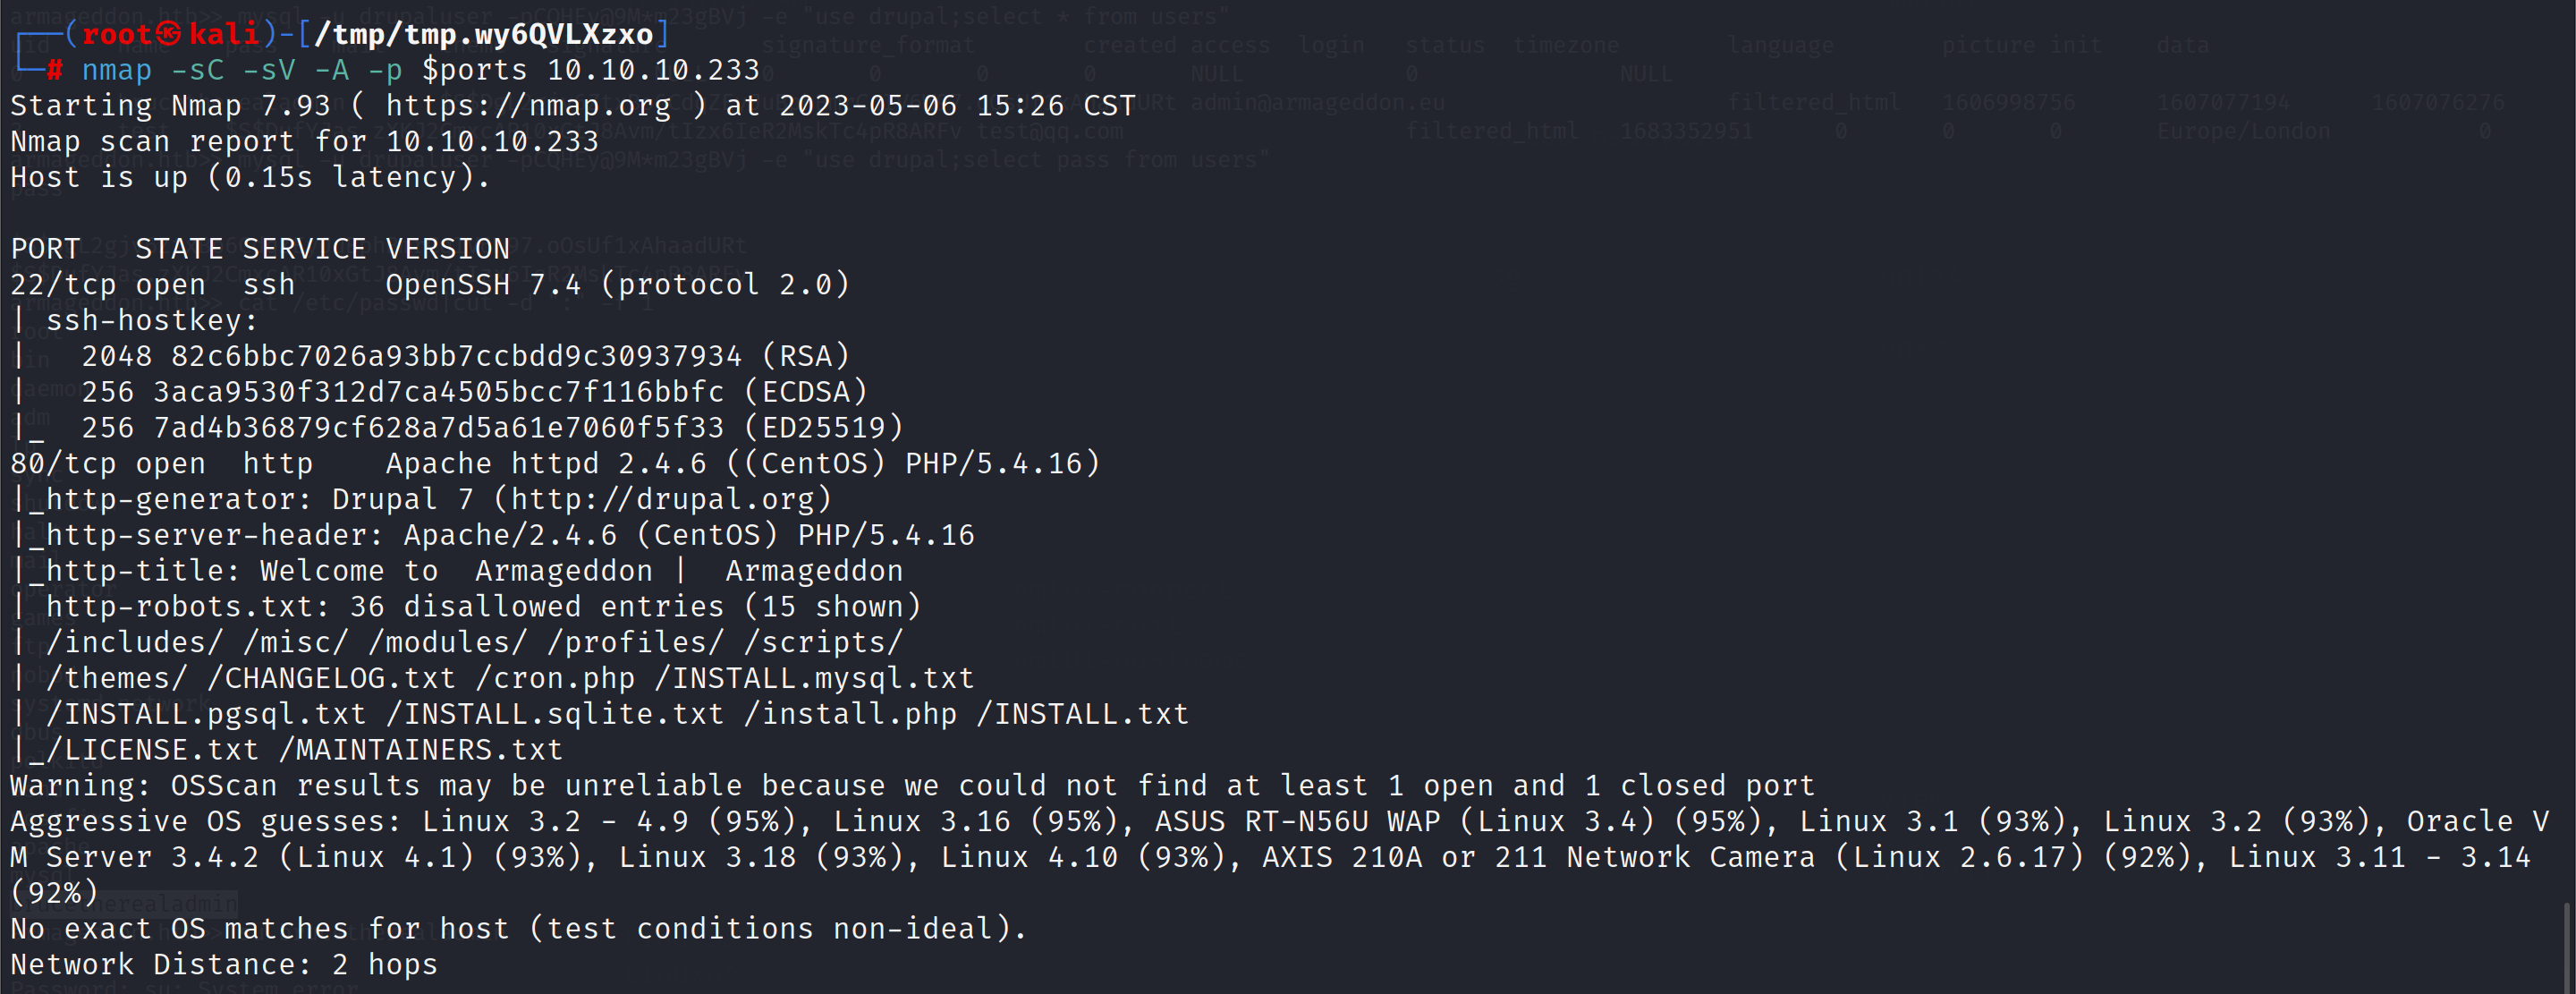 ┌──(root㉿kali)-[/tmp/tmp.wy6QVLXzxo]
└─# nmap -sC -sV -A -p $ports 10.10.10.233
Starting Nmap 7.93 ( https://nmap.org ) at 2023-05-06 15:26 CST
Nmap scan report for 10.10.10.233
Host is up (0.15s latency).
PORT   STATE SERVICE VERSION
22/tcp open  ssh     OpenSSH 7.4 (protocol 2.0)
| ssh-hostkey:
|   2048 82c6bbc7026a93bb7ccbdd9c30937934 (RSA)
|   256 3aca9530f312d7ca4505bcc7f116bbfc (ECDSA)
|_  256 7ad4b36879cf628a7d5a61e7060f5f33 (ED25519)
80/tcp open  http    Apache httpd 2.4.6 ((CentOS) PHP/5.4.16)
|_http-generator: Drupal 7 (http://drupal.org)
|_http-server-header: Apache/2.4.6 (CentOS) PHP/5.4.16
|_http-title: Welcome to  Armageddon |  Armageddon
| http-robots.txt: 36 disallowed entries (15 shown)
| /includes/ /misc/ /modules/ /profiles/ /scripts/
| /themes/ /CHANGELOG.txt /cron.php /INSTALL.mysql.txt
| /INSTALL.pgsql.txt /INSTALL.sqlite.txt /install.php /INSTALL.txt
|_/LICENSE.txt /MAINTAINERS.txt
Warning: OSScan results may be unreliable because we could not find at least 1 open and 1 closed port
Aggressive OS guesses: Linux 3.2 - 4.9 (95%), Linux 3.16 (95%), ASUS RT-N56U WAP (Linux 3.4) (95%), Linux 3.1 (93%), Linux 3.2 (93%), Oracle V
M Server 3.4.2 (Linux 4.1) (93%), Linux 3.18 (93%), Linux 4.10 (93%), AXIS 210A or 211 Network Camera (Linux 2.6.17) (92%), Linux 3.11 - 3.14
(92%)
No exact OS matches for host (test conditions non-ideal).
Network Distance: 2 hops